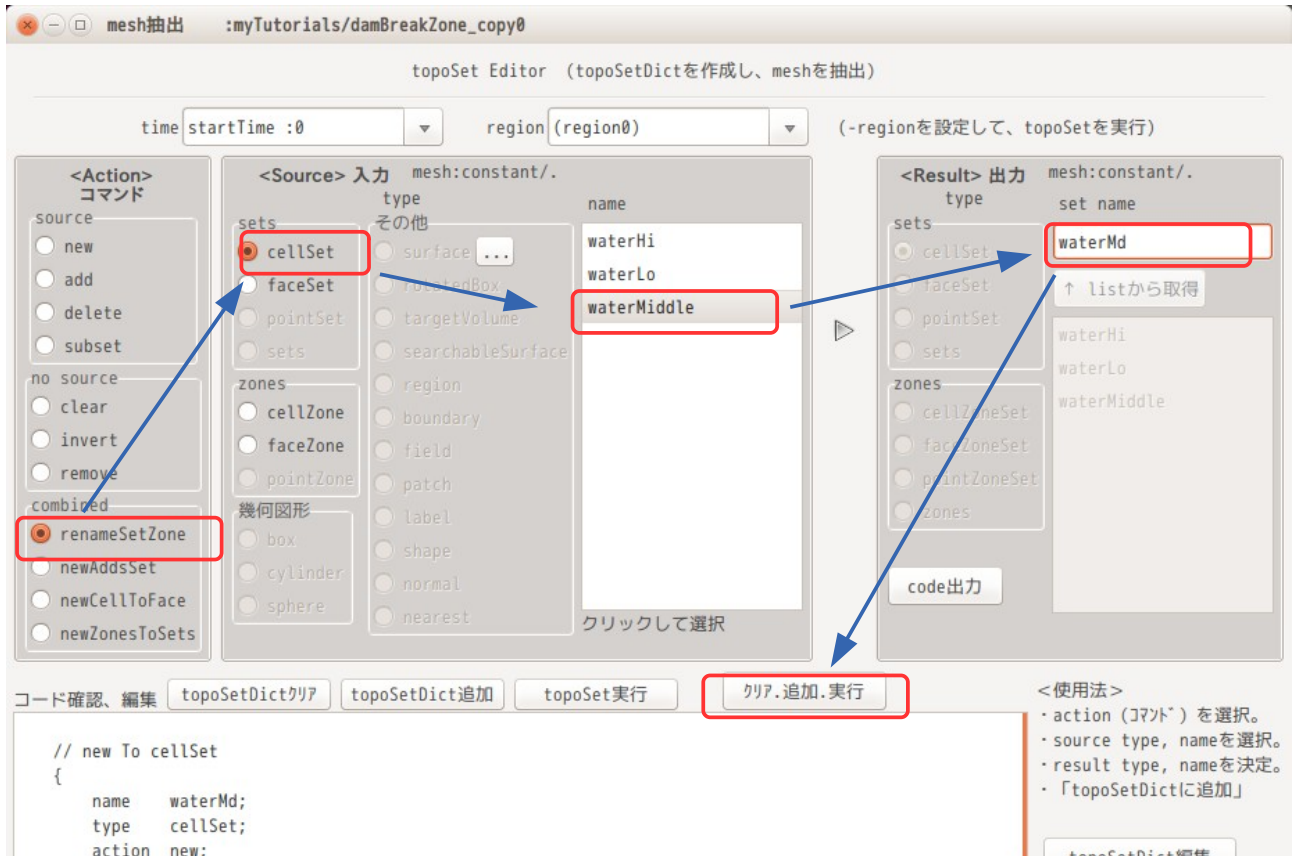 mesh抽出 :myTutorials/damBreakZone_copy0
topoSet Editor （topoSetDictを作成し、meshを抽出）
time startTime :0 region (region0) (-regionを設定して、topoSetを実行)
<Action>
コマンド
source
new
add
delete
subset
no source
clear
invert
remove
combined
renameSetZone
newAddsSet
newCellToFace
newZonesToSets
<Source> 入力 mesh:constant/.
type
name
sets
cellSet
faceSet
pointSet
sets
zones
cellZone
faceZone
pointZone
幾何図形
box
cylinder
sphere
その他
surface ...
rotatedBox
targetVolume
searchableSurface
region
boundary
field
patch
label
shape
normal
nearest
waterHi
waterLo
waterMiddle
クリックして選択
<Result> 出力 mesh:constant/.
type
set name
sets
cellSet
faceSet
pointSet
sets
zones
cellZoneSet
faceZoneSet
pointZoneSet
zones
code出力
waterMd
↑ listから取得
waterHi
waterLo
waterMiddle
コード確認、編集 topoSetDictｸﾘｱ topoSetDict追加 topoSet実行 ｸﾘｱ.追加.実行
// new To cellSet
{
name waterMd;
type cellSet;
action new;
<使用法>
・action (ｺﾏﾝﾄﾞ) を選択。
・source type, nameを選択。
・result type, nameを決定。
・「topoSetDictに追加」
topoSetDict編集